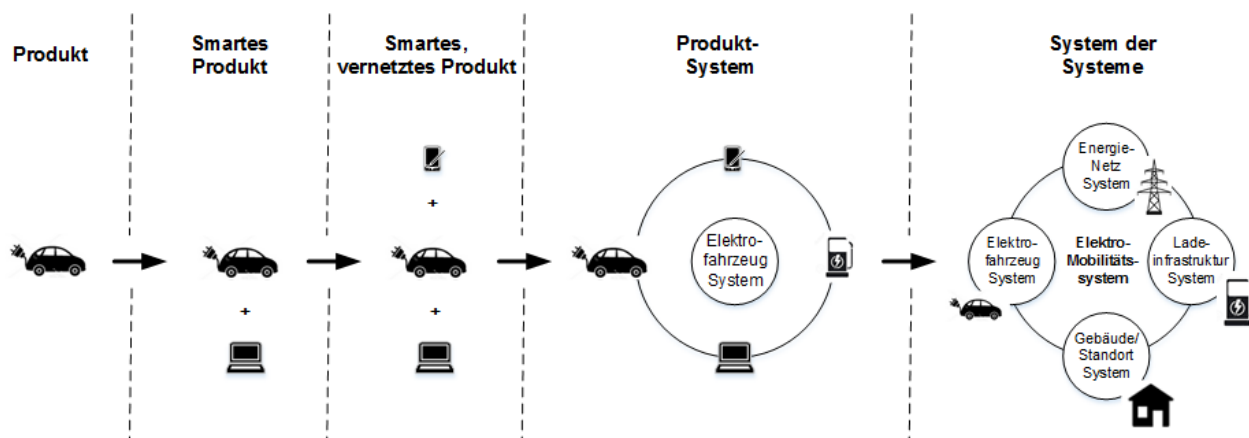 Produkt
Smartes
Produkt
Smartes,
vernetztes Produkt
Produkt-
System
System der
Systeme
+
+
+
Elektro-
fahrzeug
System
Energie-
Netz
System
Elektro-
fahrzeug
System
Elektro-
Mobilitäts-
system
Lade-
infrastruktur
System
Gebäude/
Standort
System